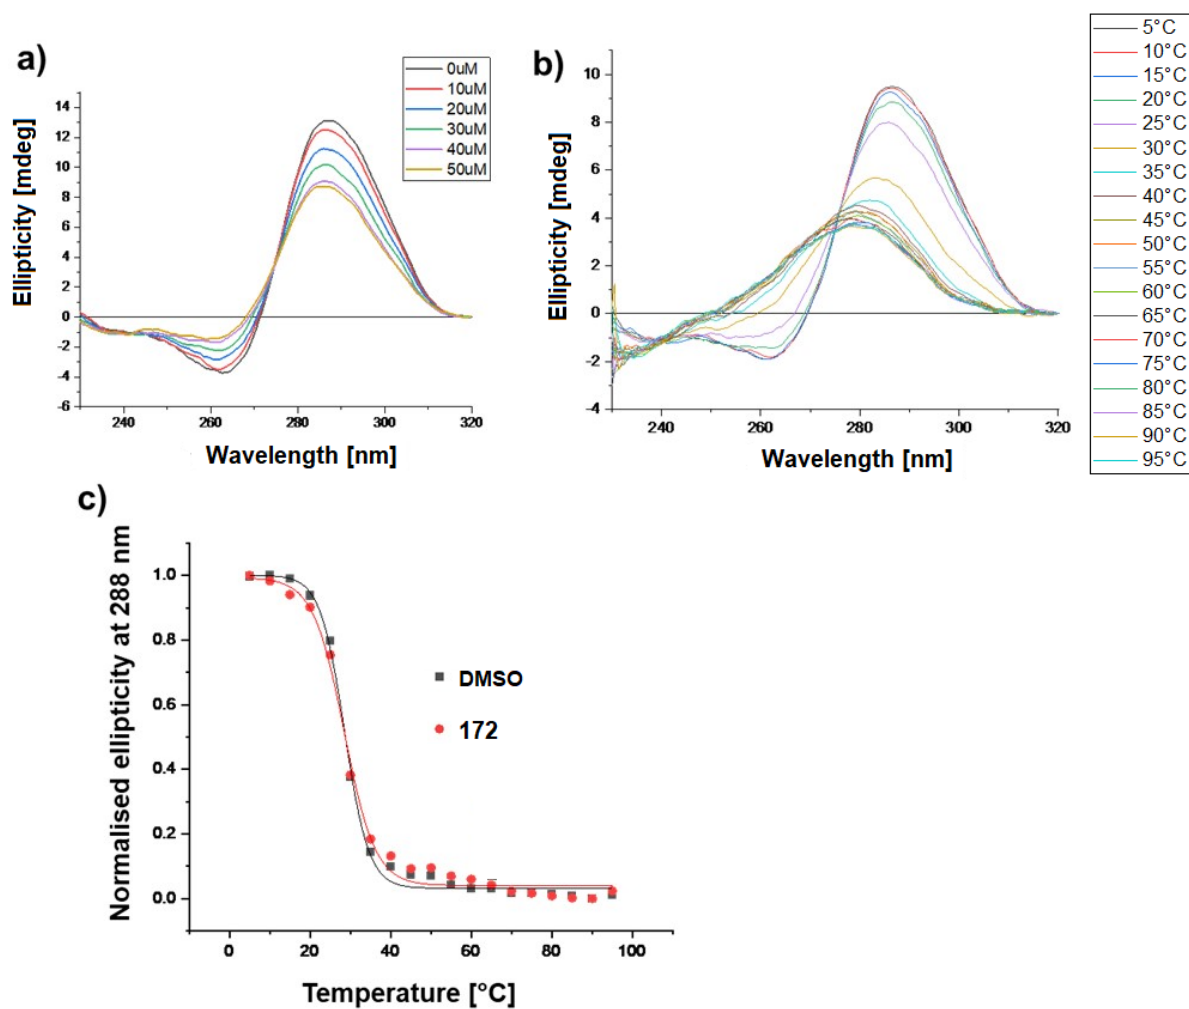 a)
0uM
10uM
20uM
30uM
40uM
50uM
14
12
10
8
6
4
2
0
-2
-4
-6
240
260
280
300
320
Ellipticity [mdeg]
Wavelength [nm]
b)
10
8
6
4
2
0
-2
-4
240
260
280
300
320
Ellipticity [mdeg]
Wavelength [nm]
5°C
10°C
15°C
20°C
25°C
30°C
35°C
40°C
45°C
50°C
55°C
60°C
65°C
70°C
75°C
80°C
85°C
90°C
95°C
c)
Normalised ellipticity at 288 nm
1.0
0.8
0.6
0.4
0.2
0.0
DMSO
172
0
20
40
60
80
100
Temperature [°C]